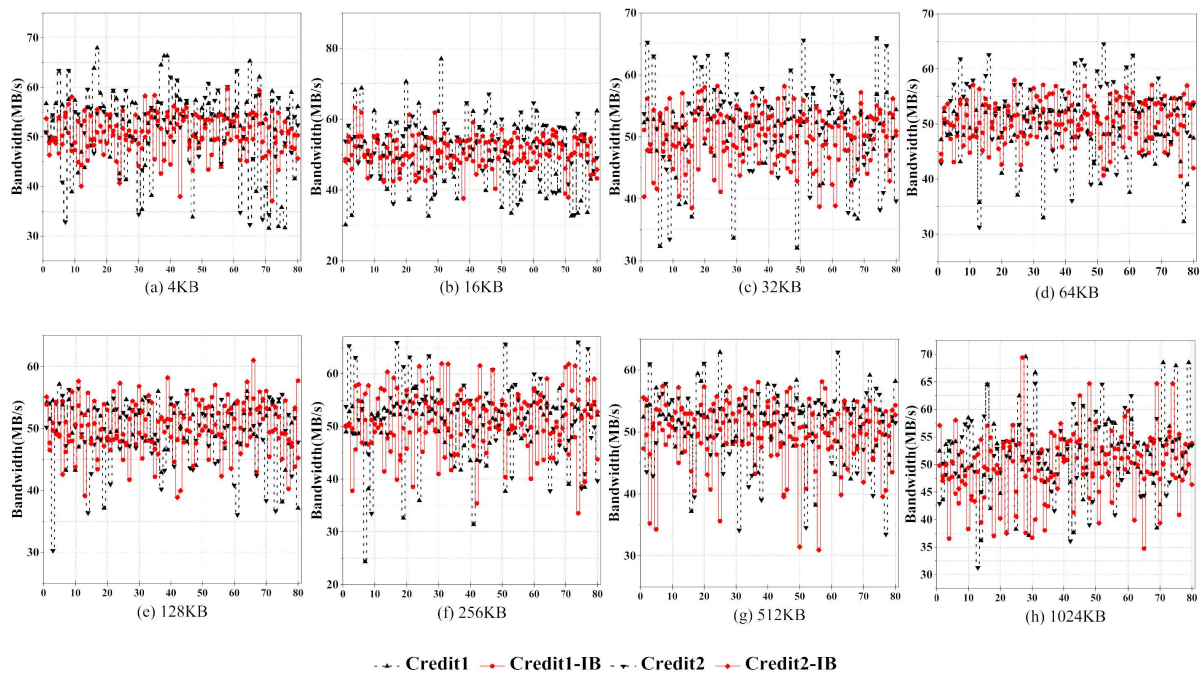 Bandwidth(MB/s)
70
60
50
40
30
0 10 20 30 40 50 60 70 80
(a) 4KB
Bandwidth(MB/s)
90
80
60
40
20
0 10 20 30 40 50 60 70 80
(b) 16KB
Bandwidth(MB/s)
70
60
50
40
30
0 10 20 30 40 50 60 70 80
(c) 32KB
Bandwidth(MB/s)
70
60
50
40
30
0 10 20 30 40 50 60 70 80
(d) 64KB
Bandwidth(MB/s)
60
50
40
30
0 10 20 30 40 50 60 70 80
(e) 128KB
Bandwidth(MB/s)
60
50
40
30
20
0 10 20 30 40 50 60 70 80
(f) 256KB
Bandwidth(MB/s)
60
50
40
30
0 10 20 30 40 50 60 70 80
(g) 512KB
Bandwidth(MB/s)
70
65
60
55
50
45
40
35
30
0 10 20 30 40 50 60 70 80
(h) 1024KB
Credit1 Credit1-IB Credit2 Credit2-IB